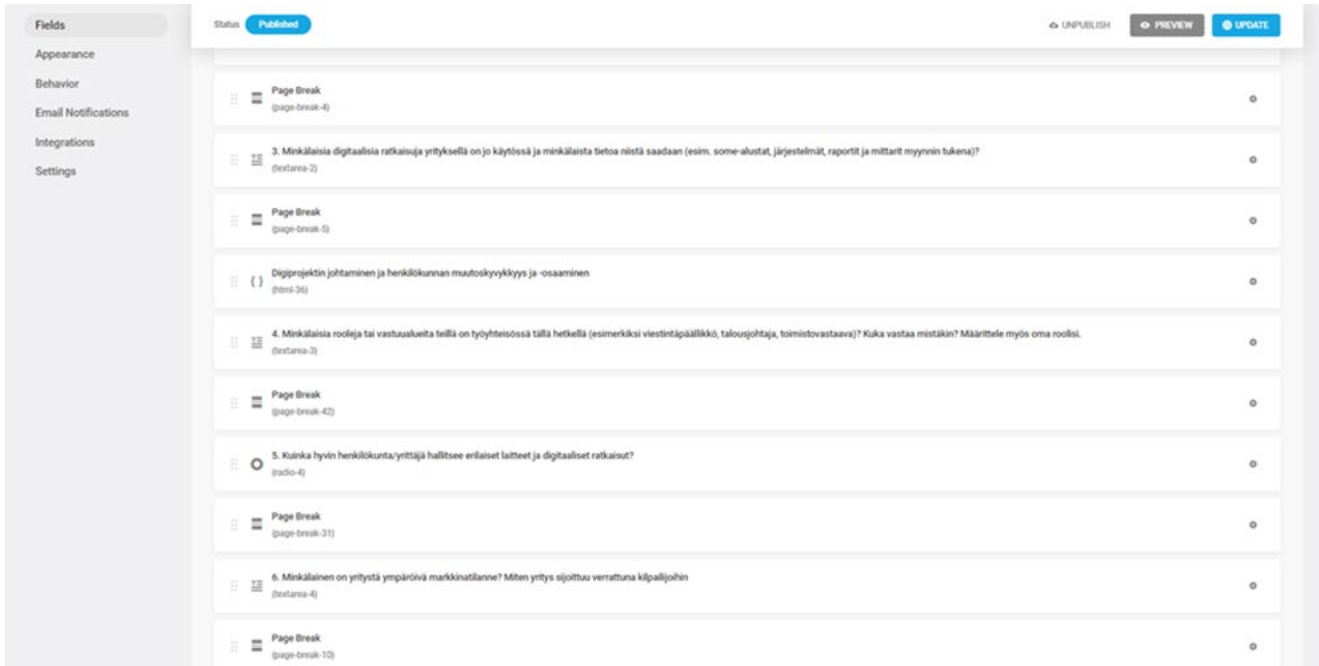 Fields
Appearance
Behavior
Email Notifications
Integrations
Settings
Status Published UNPUBLISH PREVIEW UPDATE
Page Break
(page-break-4)
3. Minkälaisia digitaalisia ratkaisuja yrityksellä on jo käytössä ja minkälaista tietoa niistä saadaan (esim. some-alustat, järjestelmät, raportit ja mittarit myynnin tukena)?
(textarea-2)
Page Break
(page-break-5)
Digiprojektin johtaminen ja henkilökunnan muutoskyvykkyys ja -osaaminen
(html-36)
4. Minkälaisia rooleja tai vastuualueita teillä on työyhteisössä tällä hetkellä (esimerkiksi viestintäpäällikkö, talousjohtaja, toimistovastaava)? Kuka vastaa mistäkin? Määrittele myös oma roolisi.
(textarea-3)
Page Break
(page-break-42)
5. Kuinka hyvin henkilökunta/yrittäjä hallitsee erilaiset laitteet ja digitaaliset ratkaisut?
(radio-4)
Page Break
(page-break-31)
6. Minkälainen on yritystä ympäröivä markkinatilanne? Miten yritys sijoittuu verrattuna kilpailijoihin
(textarea-4)
Page Break
(page-break-10)